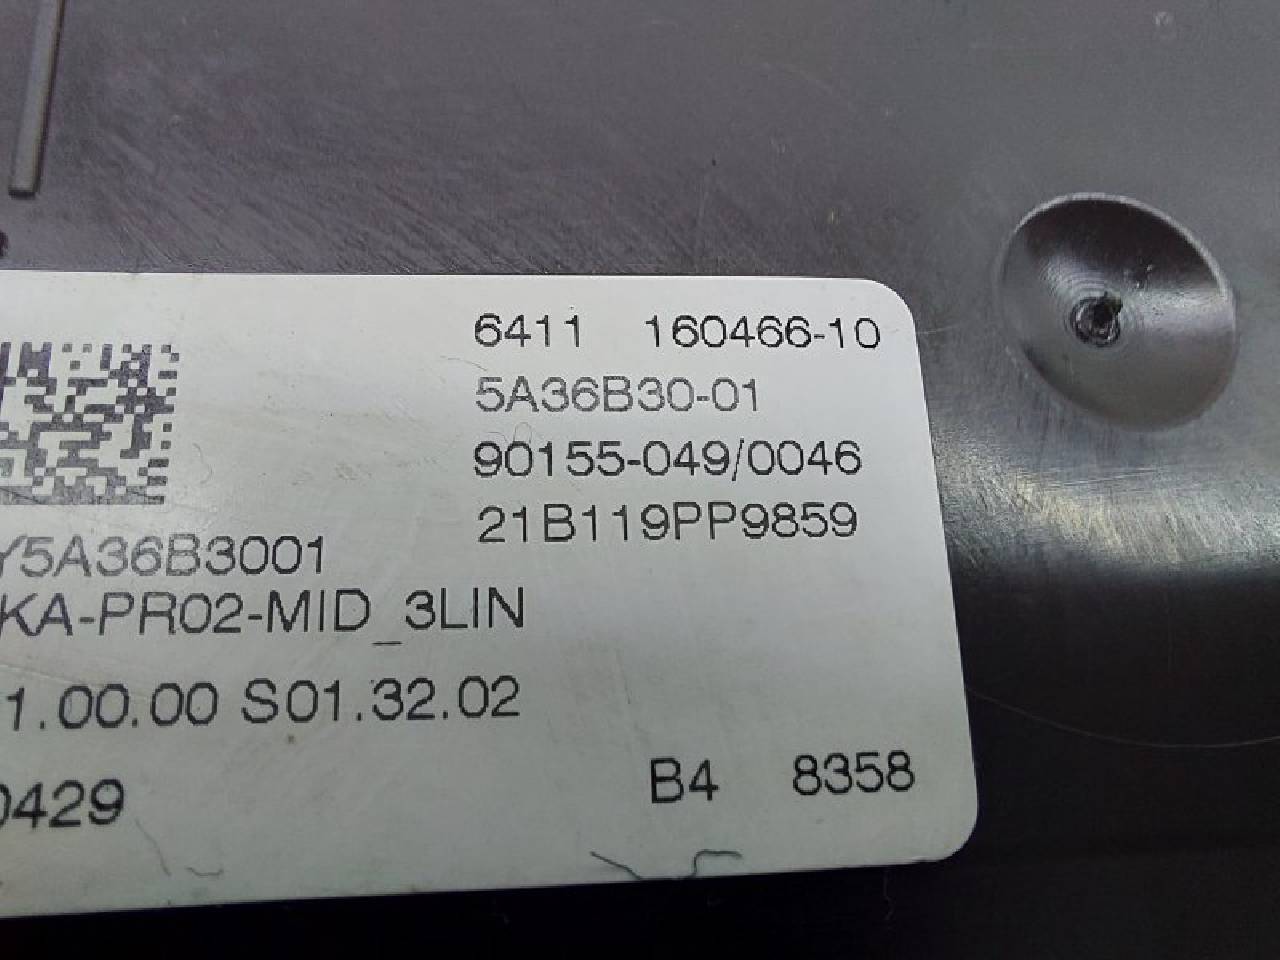 6411 160466-10
5A36B30-01
90155-049/0046
21B119PP9859
Y5A36B3001
KA-PR02-MID_3LIN
1.00.00 S01.32.02
0429
B4 8358